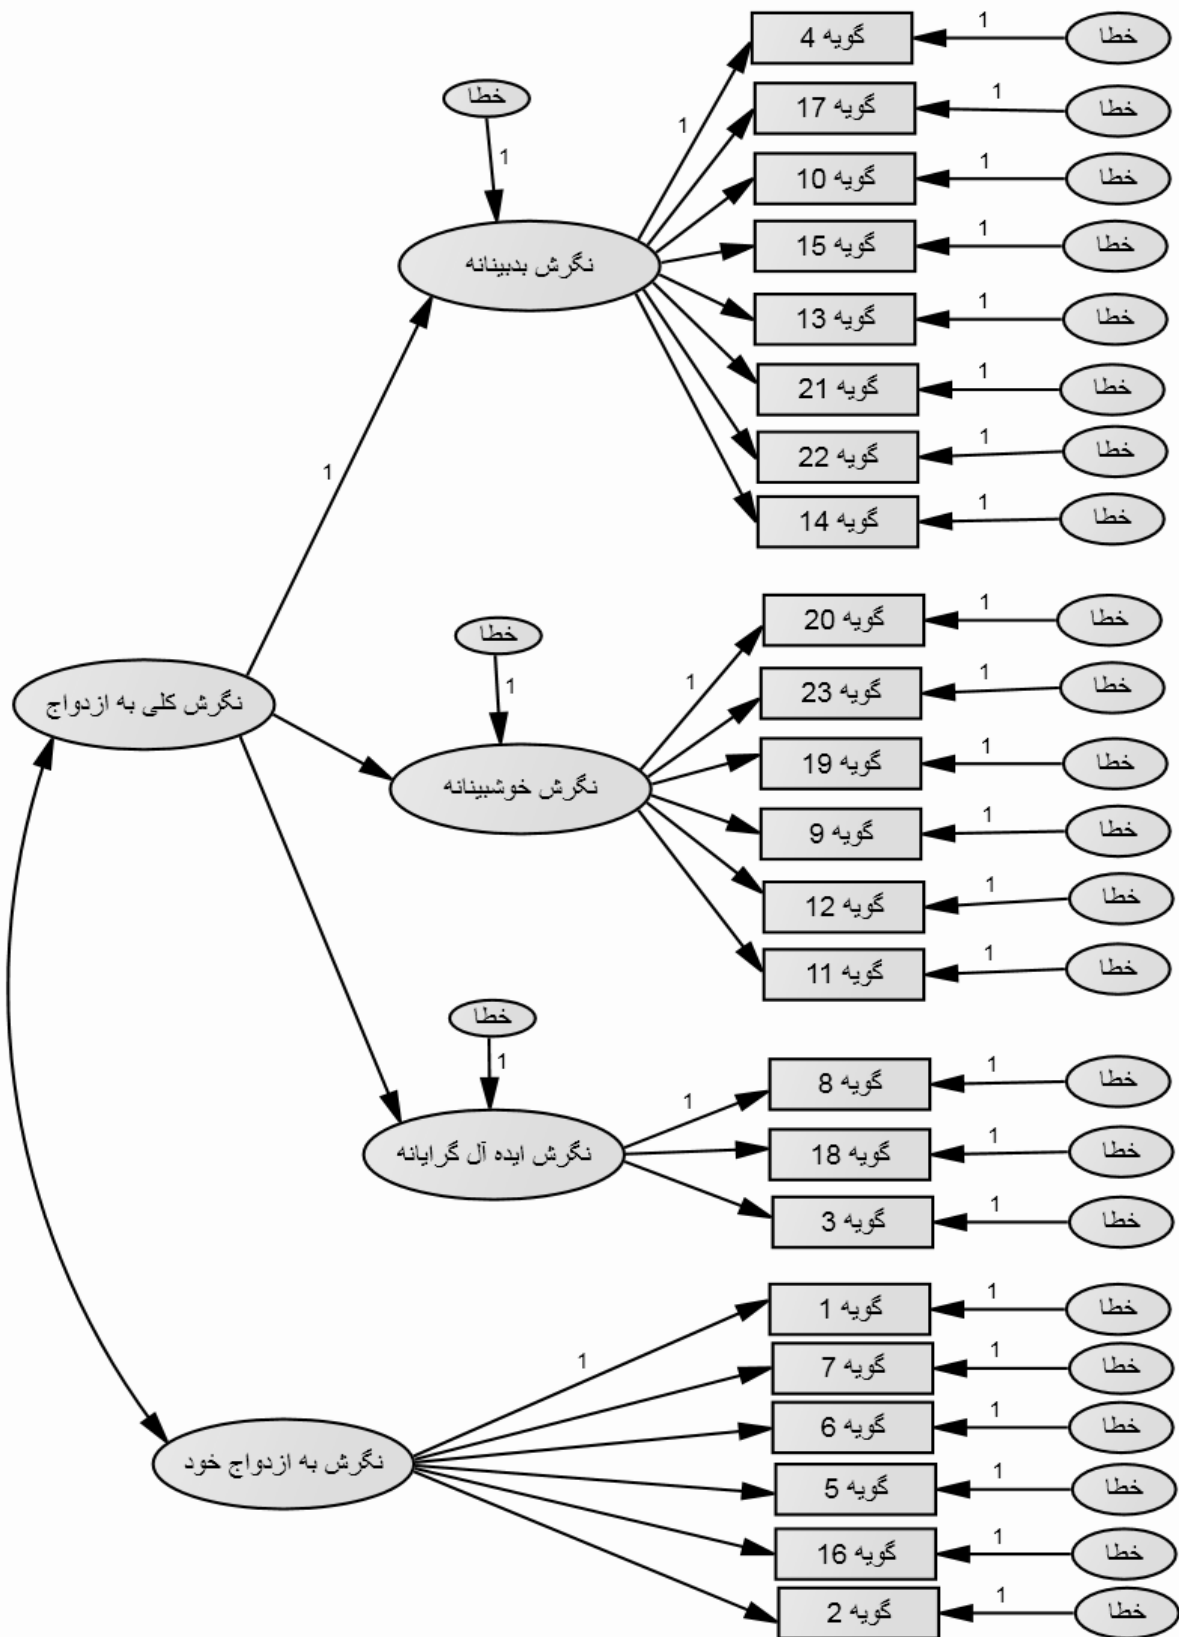 گویه 4
1
خطا
خطا
1
1
گویه 17
1
خطا
گویه 10
1
خطا
نگرش بدبینانه
گویه 15
1
خطا
گویه 13
1
خطا
گویه 21
1
خطا
گویه 22
1
خطا
1
گویه 14
1
خطا
گویه 20
1
خطا
خطا
1
1
گویه 23
1
خطا
نگرش کلی به ازدواج
گویه 19
1
خطا
نگرش خوشبینانه
گویه 9
1
خطا
گویه 12
1
خطا
گویه 11
1
خطا
خطا
1
گویه 8
1
خطا
1
نگرش ایده آل گرایانه
گویه 18
1
خطا
گویه 3
1
خطا
گویه 1
1
خطا
1
گویه 7
1
خطا
گویه 6
1
خطا
نگرش به ازدواج خود
گویه 5
1
خطا
گویه 16
1
خطا
گویه 2
1
خطا